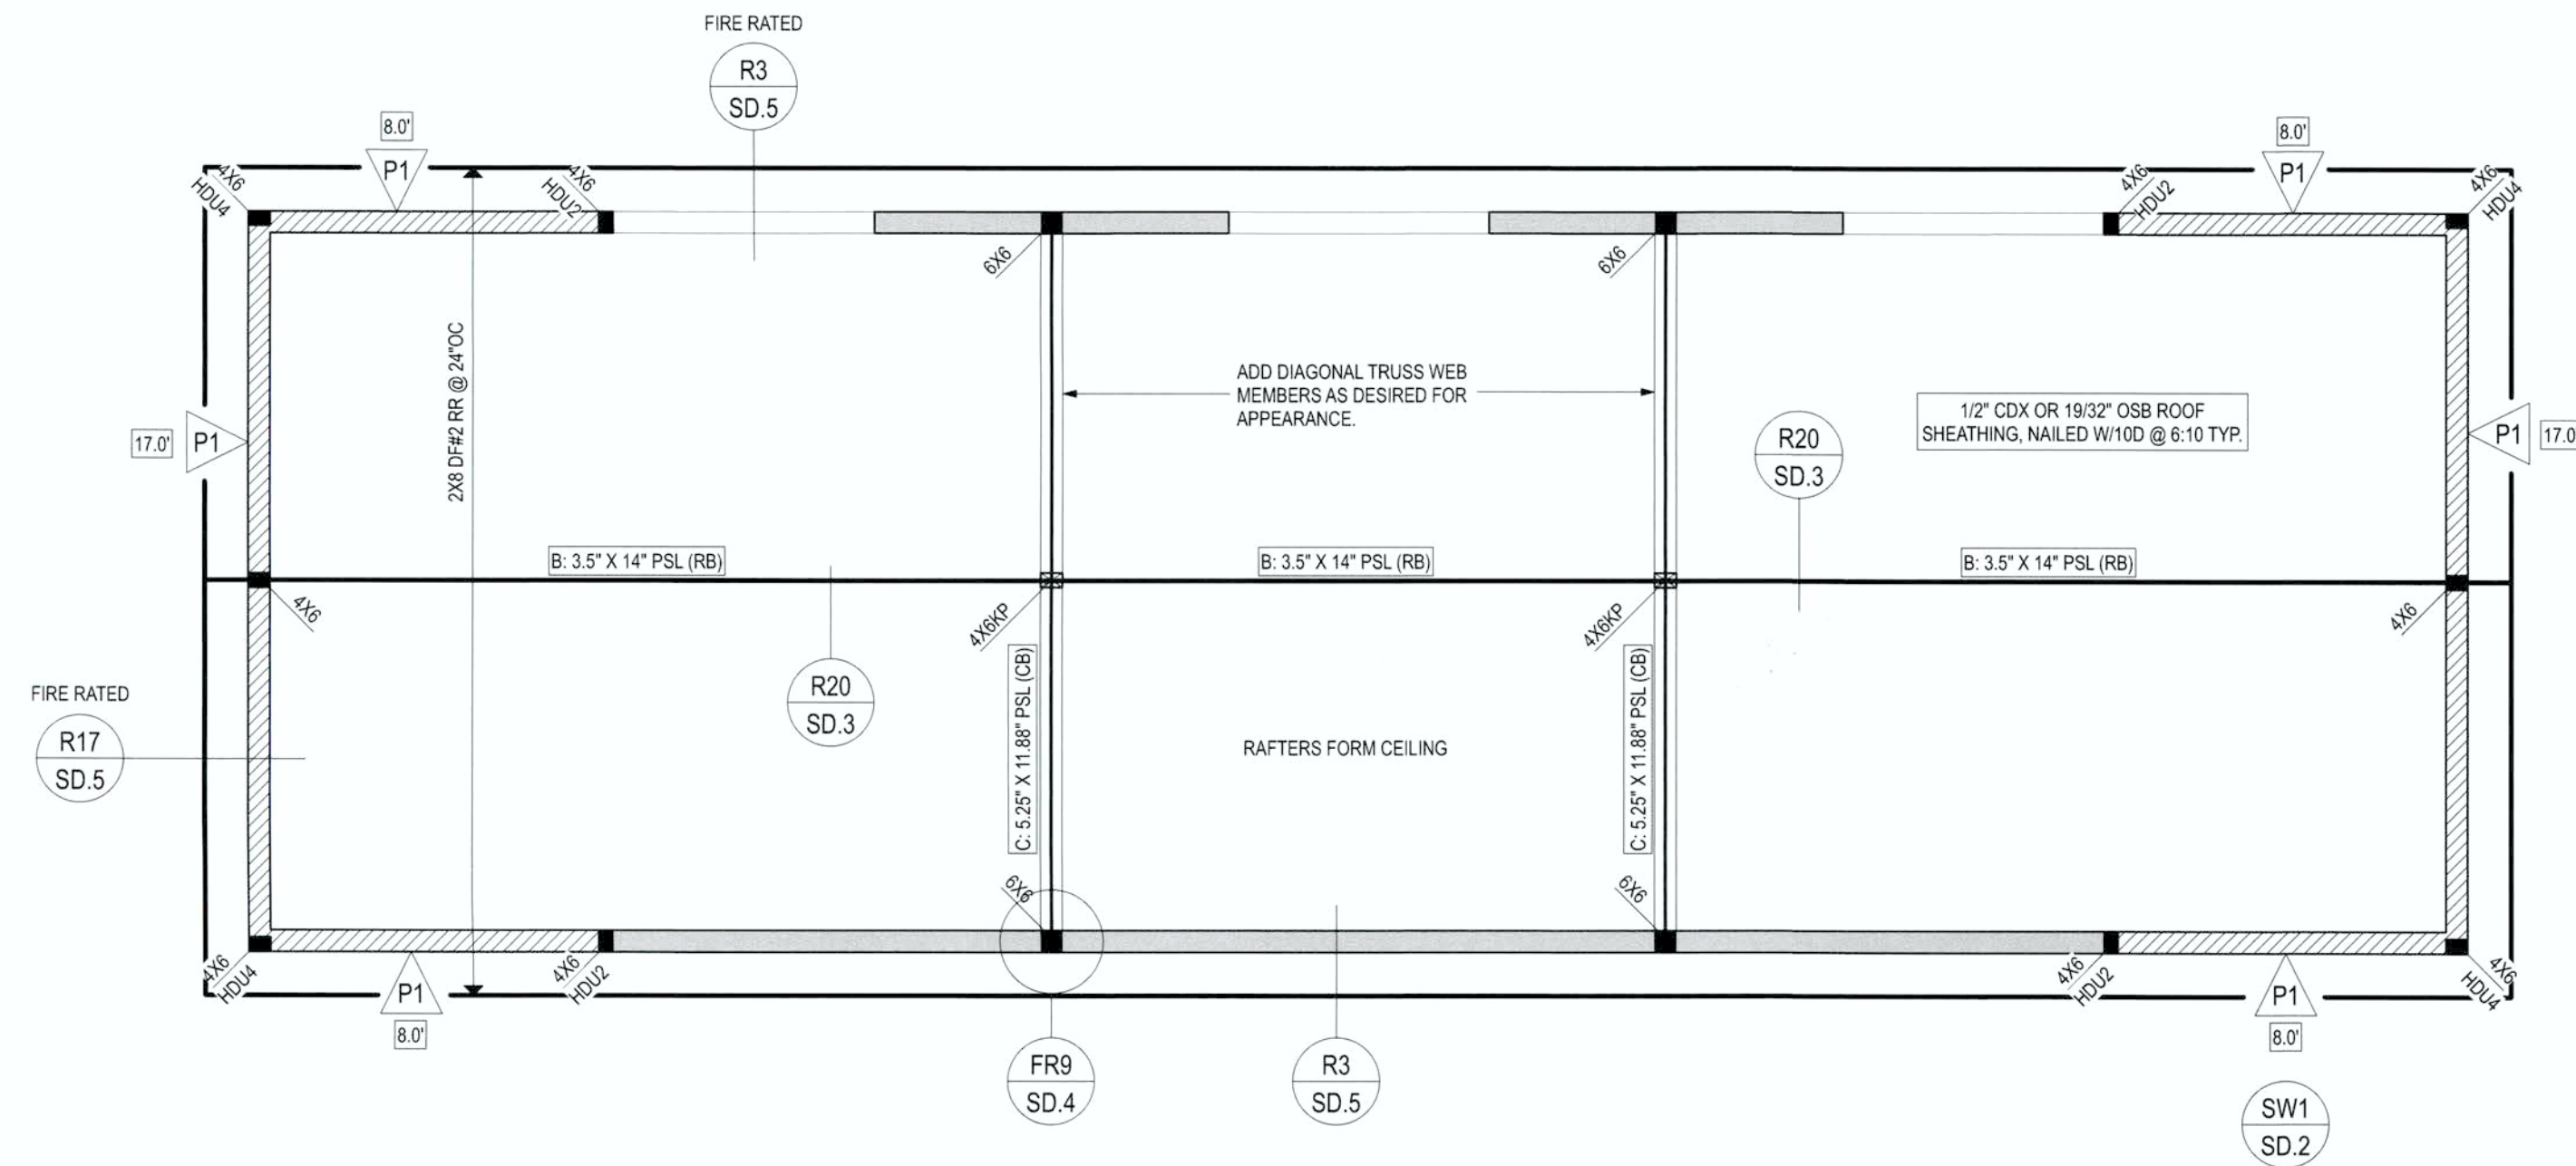 FIRE RATED
R3
SD.5
8.0'
P1
8.0'
P1
4X6
HDU4
4X6
HDU2
4X6
HDU2
4X6
HDU4
6X6
6X6
2X8 DF#2 RR @ 24"OC
ADD DIAGONAL TRUSS WEB
MEMBERS AS DESIRED FOR
APPEARANCE.
1/2" CDX OR 19/32" OSB ROOF
SHEATHING, NAILED W/10D @ 6:10 TYP.
17.0'
P1
R20
SD.3
P1
17.0
B: 3.5" X 14" PSL (RB)
B: 3.5" X 14" PSL (RB)
B: 3.5" X 14" PSL (RB)
4X6
4X6KP
4X6KP
4X6
FIRE RATED
R17
SD.5
R20
SD.3
C: 5.25" X 11.88" PSL (CB)
RAFTERS FORM CEILING
C: 5.25" X 11.88" PSL (CB)
6X6
6X6
4X6
HDU4
P1
8.0'
4X6
HDU2
4X6
HDU2
P1
8.0'
4X6
HDU4
FR9
SD.4
R3
SD.5
SW1
SD.2